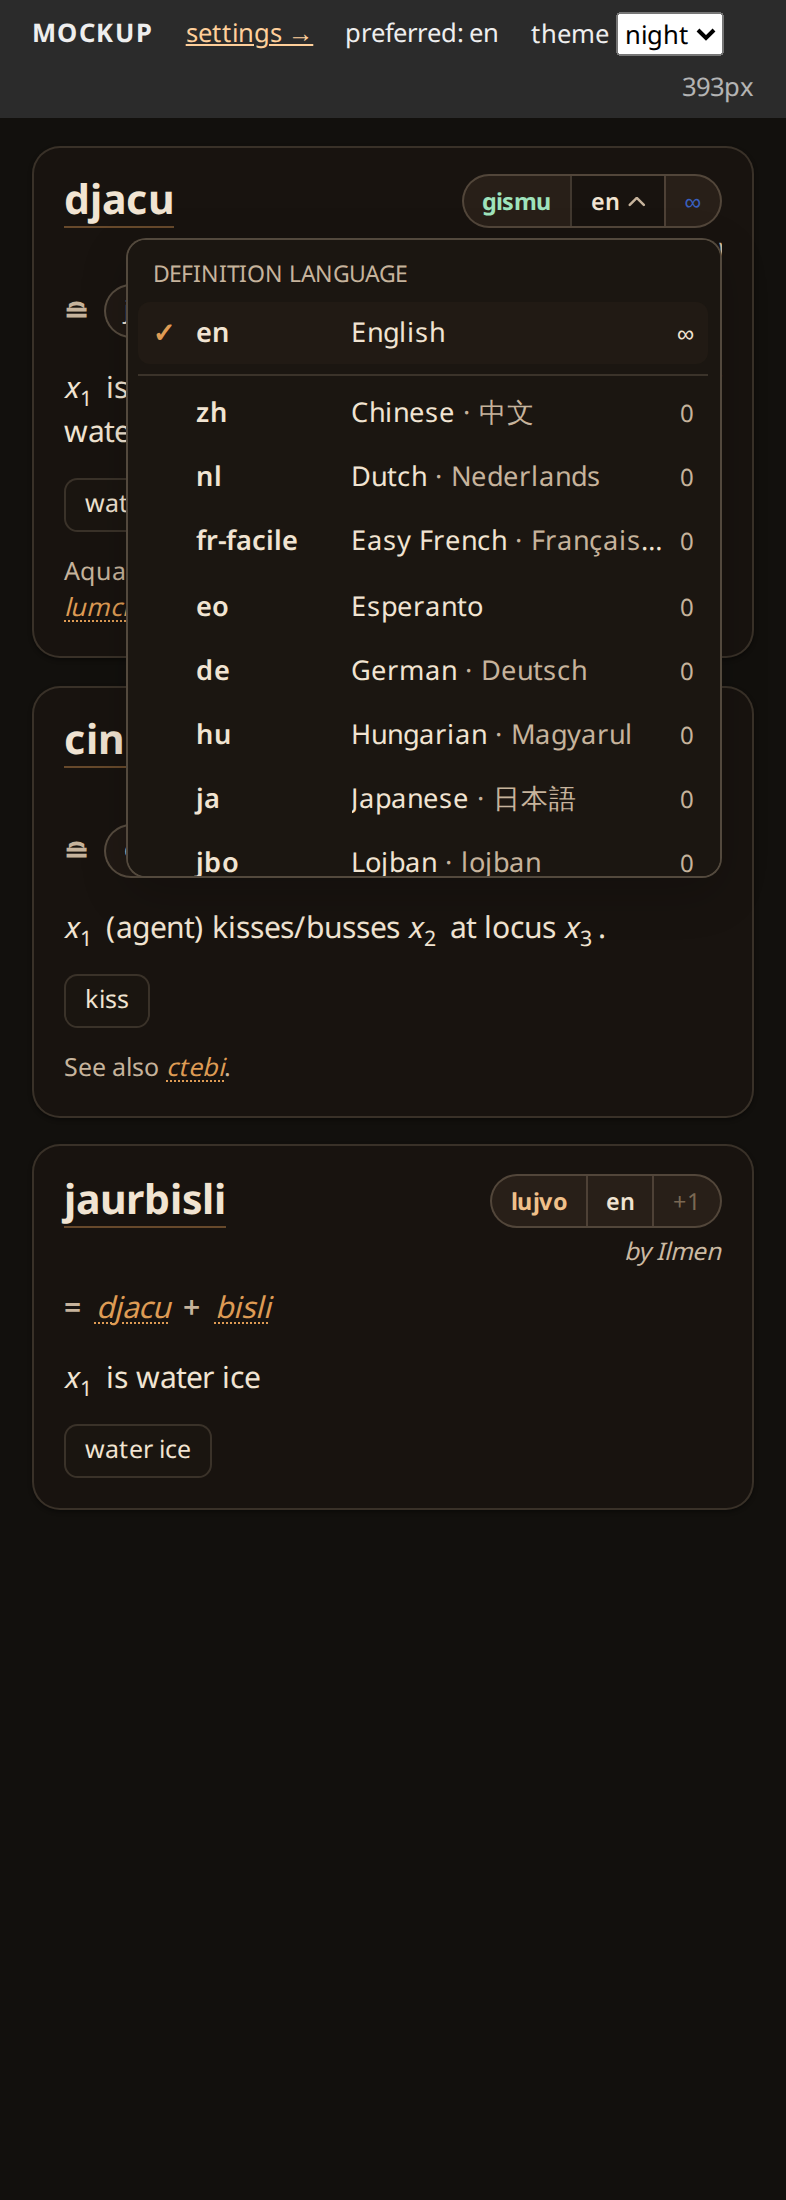 MOCKUP settings → preferred: en theme night
393px
djacu gismu en ∞
DEFINITION LANGUAGE
✓ en English ∞
zh Chinese · 中文 0
nl Dutch · Nederlands 0
fr-facile Easy French · Français… 0
eo Esperanto 0
de German · Deutsch 0
hu Hungarian · Magyarul 0
ja Japanese · 日本語 0
jbo Lojban · lojban 0
≘
x1 is
wate
wat
Aqua
lumc
cin
≘
x1 (agent) kisses/busses x2 at locus x3.
kiss
See also ctebi.
jaurbisli lujvo en +1
by Ilmen
= djacu + bisli
x1 is water ice
water ice